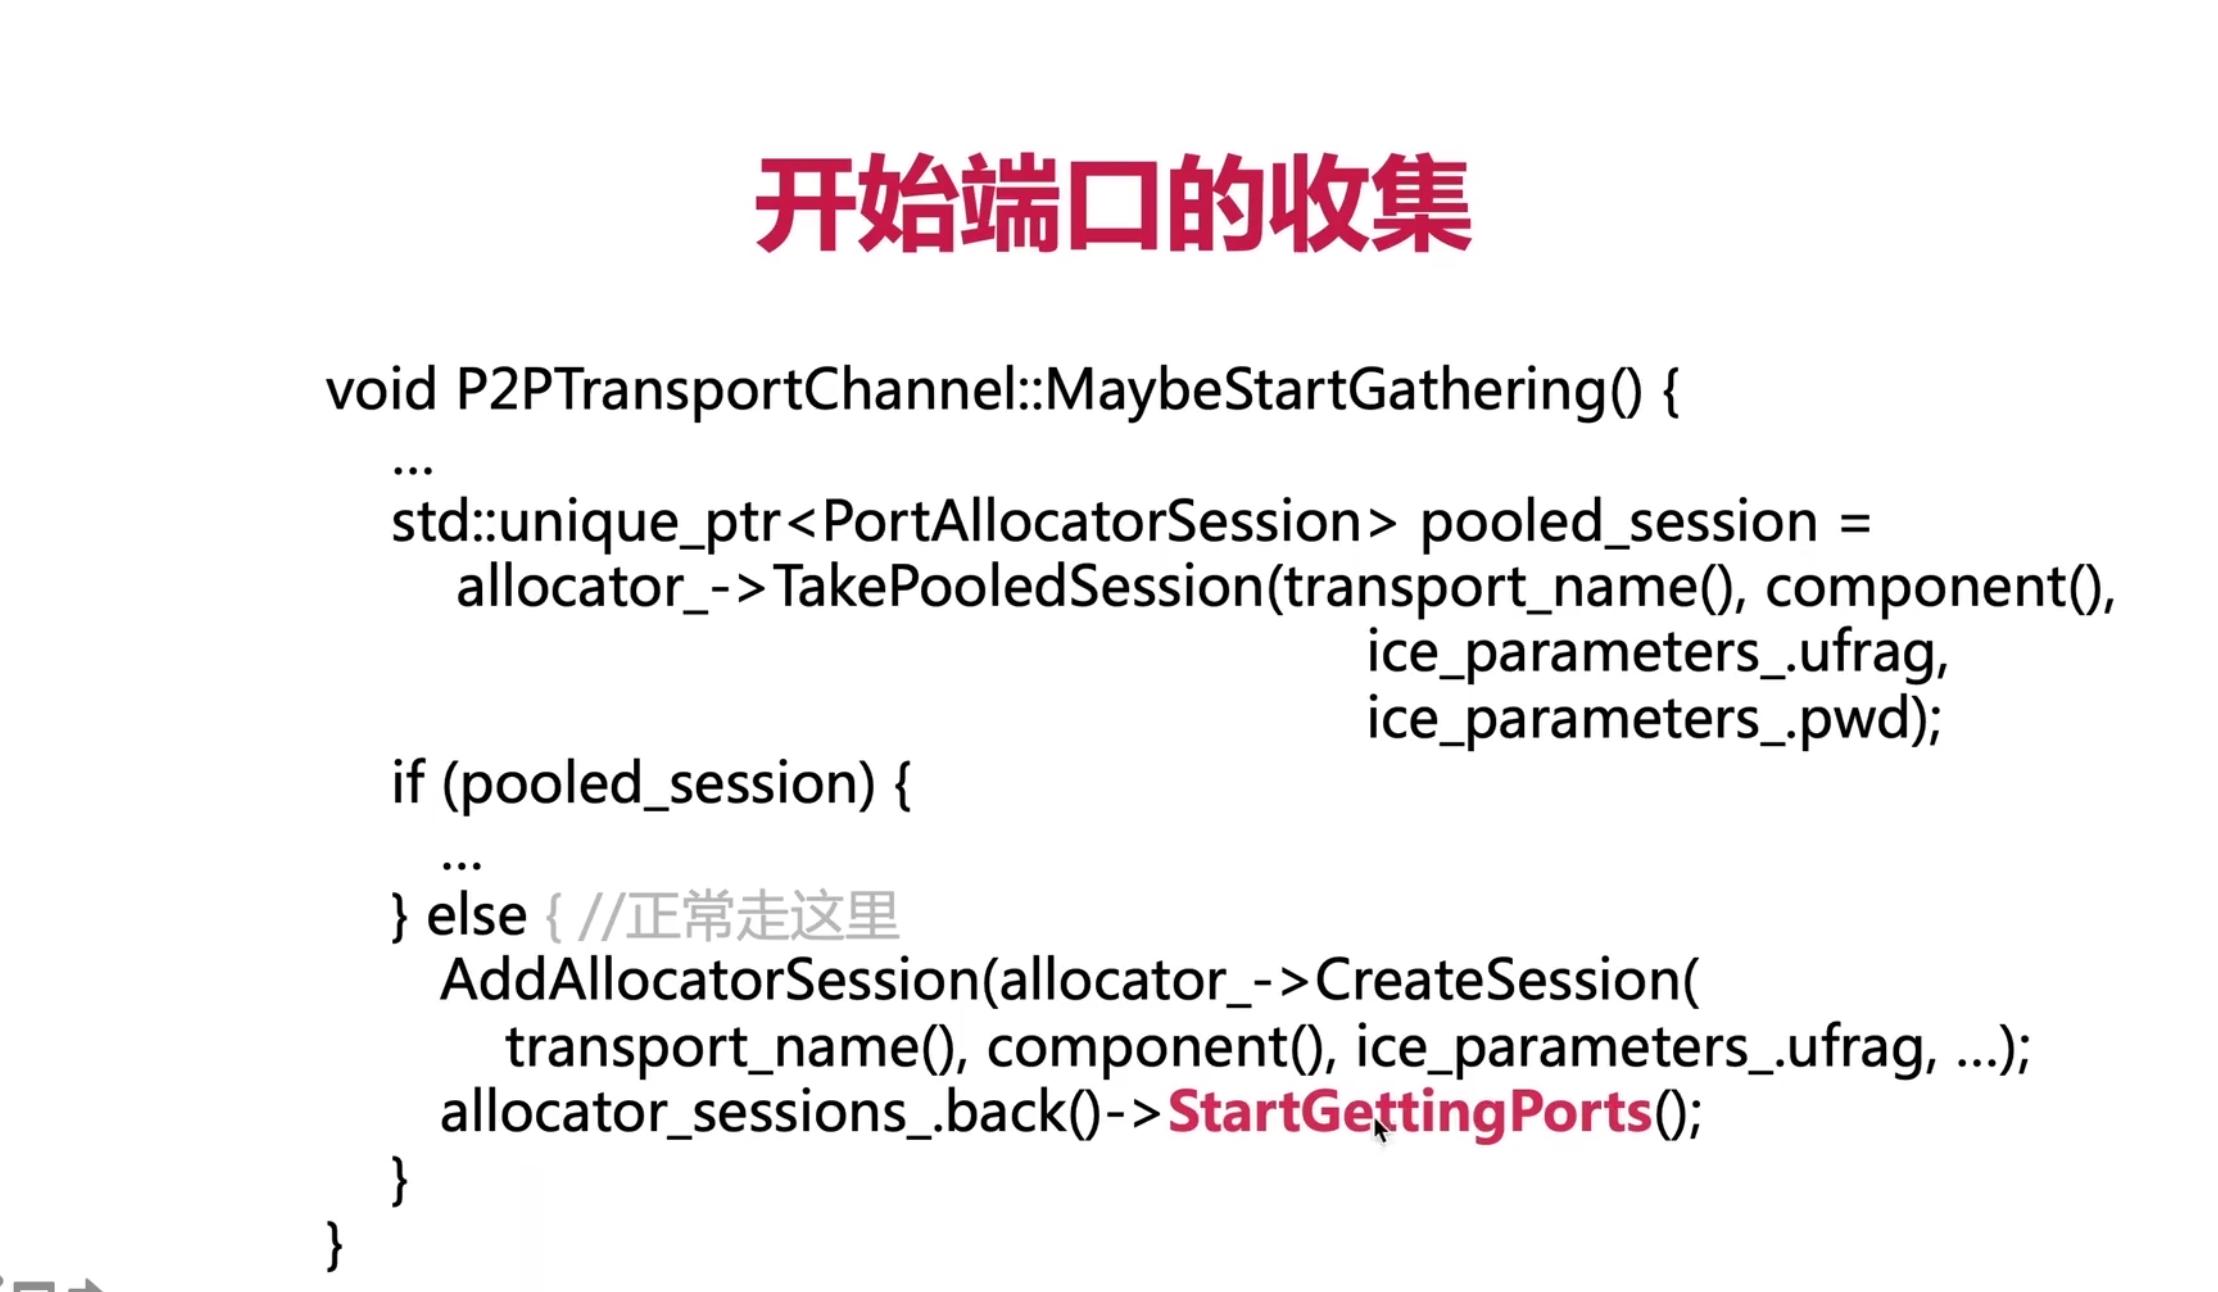 开始端口的收集
void P2PTransportChannel::MaybeStartGathering() {
...
std::unique_ptr<PortAllocatorSession> pooled_session =
allocator_->TakePooledSession(transport_name(), component(),
ice_parameters_.ufrag,
ice_parameters_.pwd);
if (pooled_session) {
...
} else { //正常走这里
AddAllocatorSession(allocator_->CreateSession(
transport_name(), component(), ice_parameters_.ufrag, ...);
allocator_sessions_.back()->StartGettingPorts();
}
}